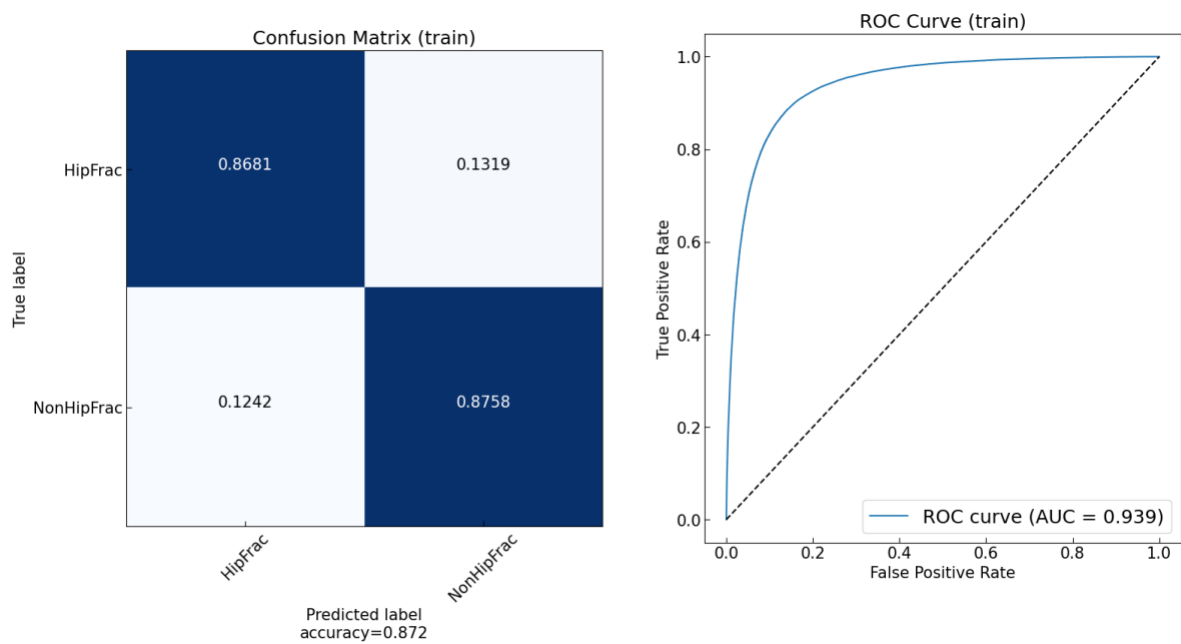 Confusion Matrix (train)
True label
HipFrac
0.8681
0.1319
NonHipFrac
0.1242
0.8758
HipFrac
NonHipFrac
Predicted label
accuracy=0.872
ROC Curve (train)
True Positive Rate
1.0
0.8
0.6
0.4
0.2
0.0
ROC curve (AUC = 0.939)
0.0
0.2
0.4
0.6
0.8
1.0
False Positive Rate